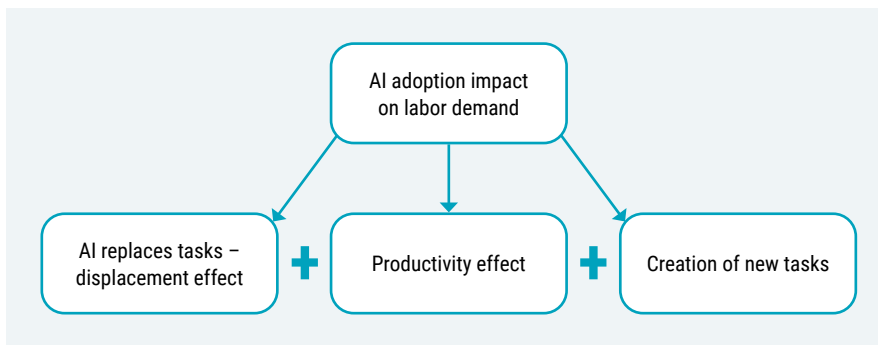 AI adoption impact
on labor demand
AI replaces tasks –
displacement effect
Productivity effect
Creation of new tasks